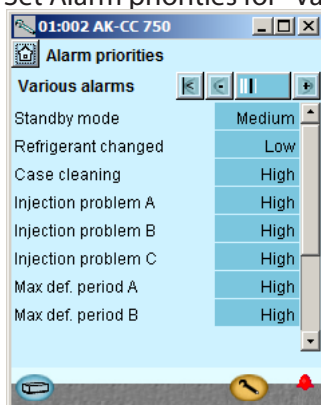 Set Alarm priorities for "Va
01:002 AK-CC 750
Alarm priorities
Various alarms
Standby mode Medium
Refrigerant changed Low
Case cleaning High
Injection problem A High
Injection problem B High
Injection problem C High
Max def. period A High
Max def. period B High